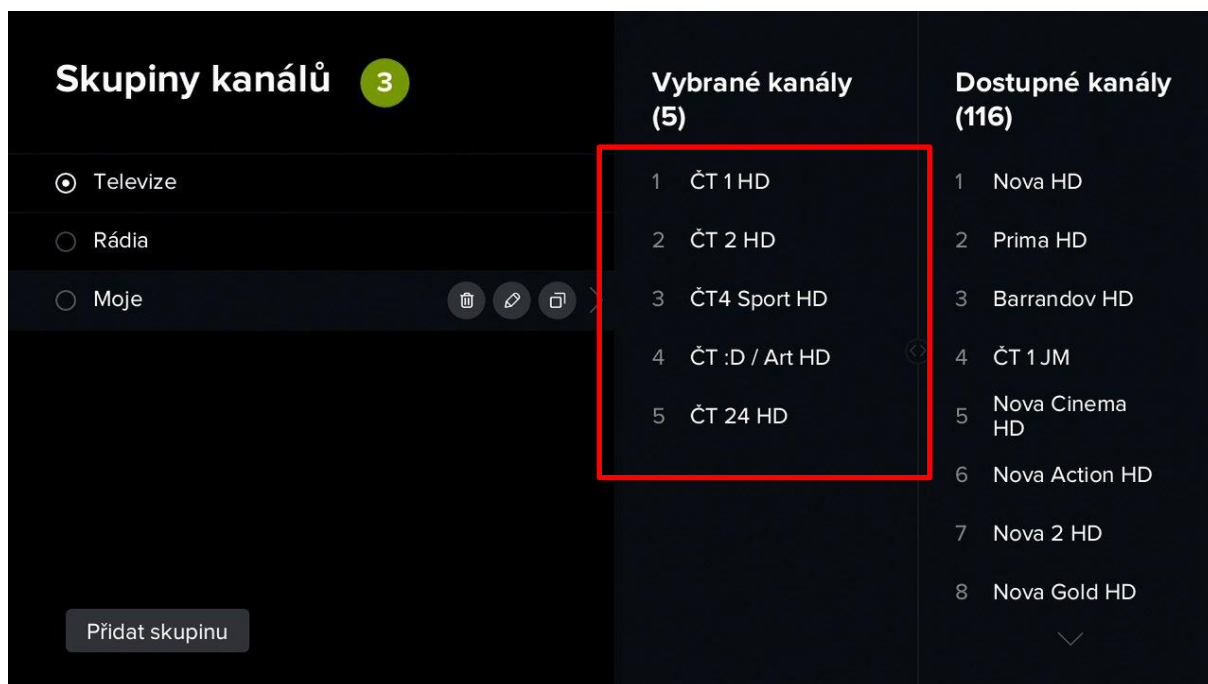 Skupiny kanálů 3
Televize
Rádia
Moje
Přidat skupinu
Vybrané kanály
(5)
1 ČT 1 HD
2 ČT 2 HD
3 ČT4 Sport HD
4 ČT :D / Art HD
5 ČT 24 HD
Dostupné kanály
(116)
1 Nova HD
2 Prima HD
3 Barrandov HD
4 ČT 1 JM
5 Nova Cinema
HD
6 Nova Action HD
7 Nova 2 HD
8 Nova Gold HD